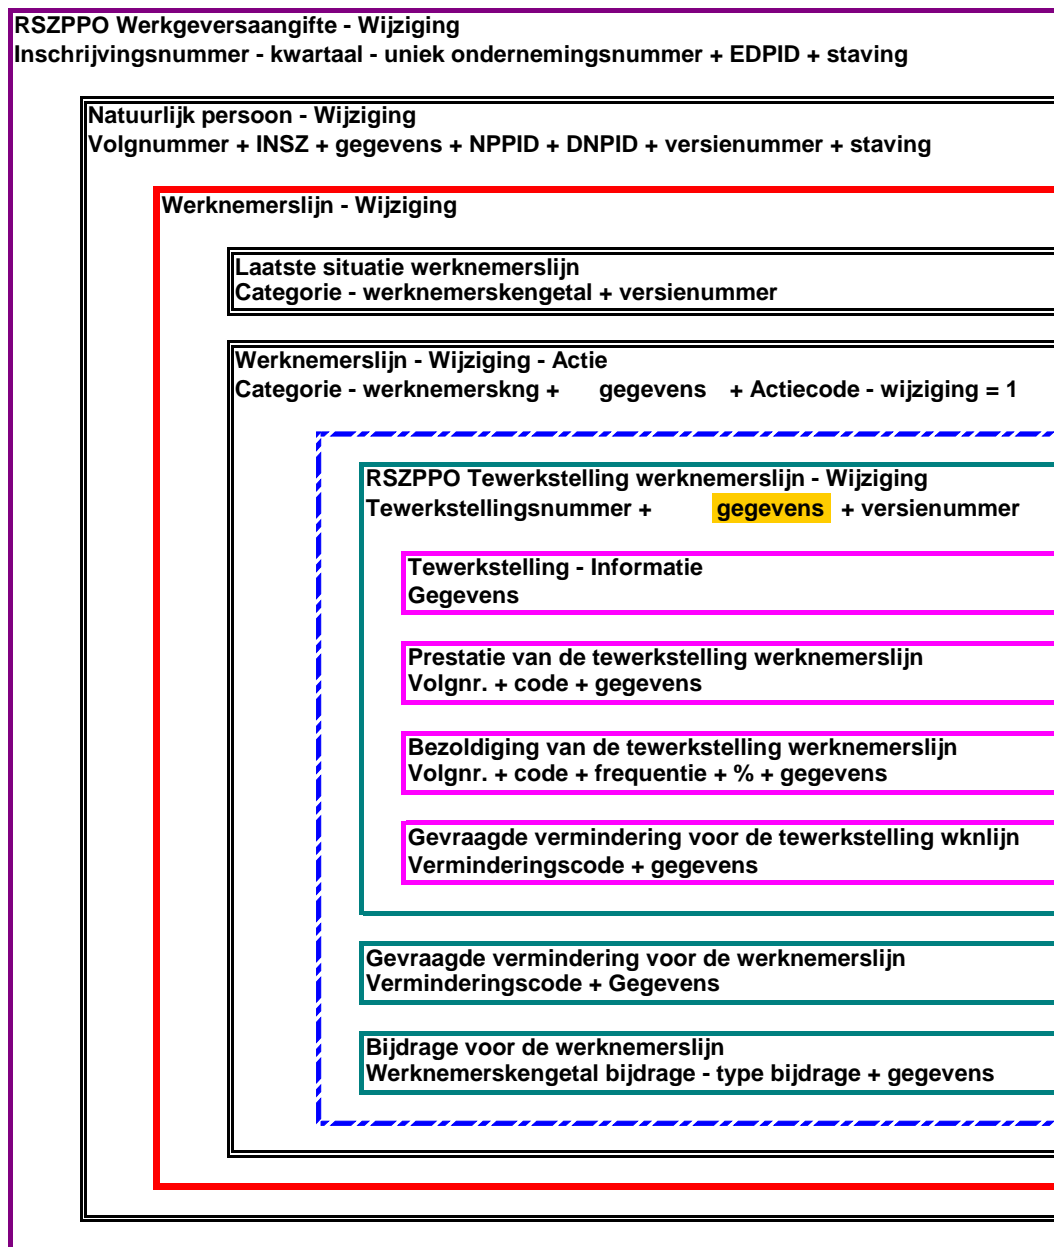 RSZPPO Werkgeversaangifte - Wijziging
Inschrijvingsnummer - kwartaal - uniek ondernemingsnummer + EDPID + staving
Natuurlijk persoon - Wijziging
Volgnummer + INSZ + gegevens + NPPID + DNPID + versienummer + staving
Werknemerslijn - Wijziging
Laatste situatie werknemerslijn
Categorie - werknemerskengetal + versienummer
Werknemerslijn - Wijziging - Actie
Categorie - werknemerskng + gegevens + Actiecode - wijziging = 1
RSZPPO Tewerkstelling werknemerslijn - Wijziging
Tewerkstellingsnummer + gegevens + versienummer
Tewerkstelling - Informatie
Gegevens
Prestatie van de tewerkstelling werknemerslijn
Volgnr. + code + gegevens
Bezoldiging van de tewerkstelling werknemerslijn
Volgnr. + code + frequentie + % + gegevens
Gevraagde vermindering voor de tewerkstelling wknlijn
Verminderingscode + gegevens
Gevraagde vermindering voor de werknemerslijn
Verminderingscode + Gegevens
Bijdrage voor de werknemerslijn
Werknemerskengetal bijdrage - type bijdrage + gegevens